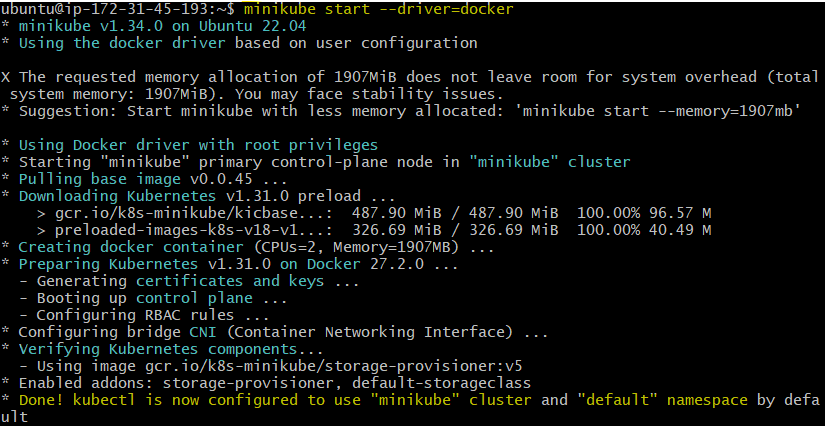 ubuntu@ip-172-31-45-193:~$ minikube start --driver=docker
* minikube v1.34.0 on Ubuntu 22.04
* Using the docker driver based on user configuration
X The requested memory allocation of 1907MiB does not leave room for system overhead (total
 system memory: 1907MiB). You may face stability issues.
* Suggestion: Start minikube with less memory allocated: 'minikube start --memory=1907mb'
* Using Docker driver with root privileges
* Starting "minikube" primary control-plane node in "minikube" cluster
* Pulling base image v0.0.45 ...
* Downloading Kubernetes v1.31.0 preload ...
    > gcr.io/k8s-minikube/kicbase...:  487.90 MiB / 487.90 MiB  100.00% 96.57 M
    > preloaded-images-k8s-v18-v1...:  326.69 MiB / 326.69 MiB  100.00% 40.49 M
* Creating docker container (CPUs=2, Memory=1907MB) ...
* Preparing Kubernetes v1.31.0 on Docker 27.2.0 ...
  - Generating certificates and keys ...
  - Booting up control plane ...
  - Configuring RBAC rules ...
* Configuring bridge CNI (Container Networking Interface) ...
* Verifying Kubernetes components...
  - Using image gcr.io/k8s-minikube/storage-provisioner:v5
* Enabled addons: storage-provisioner, default-storageclass
* Done! kubectl is now configured to use "minikube" cluster and "default" namespace by defa
ult